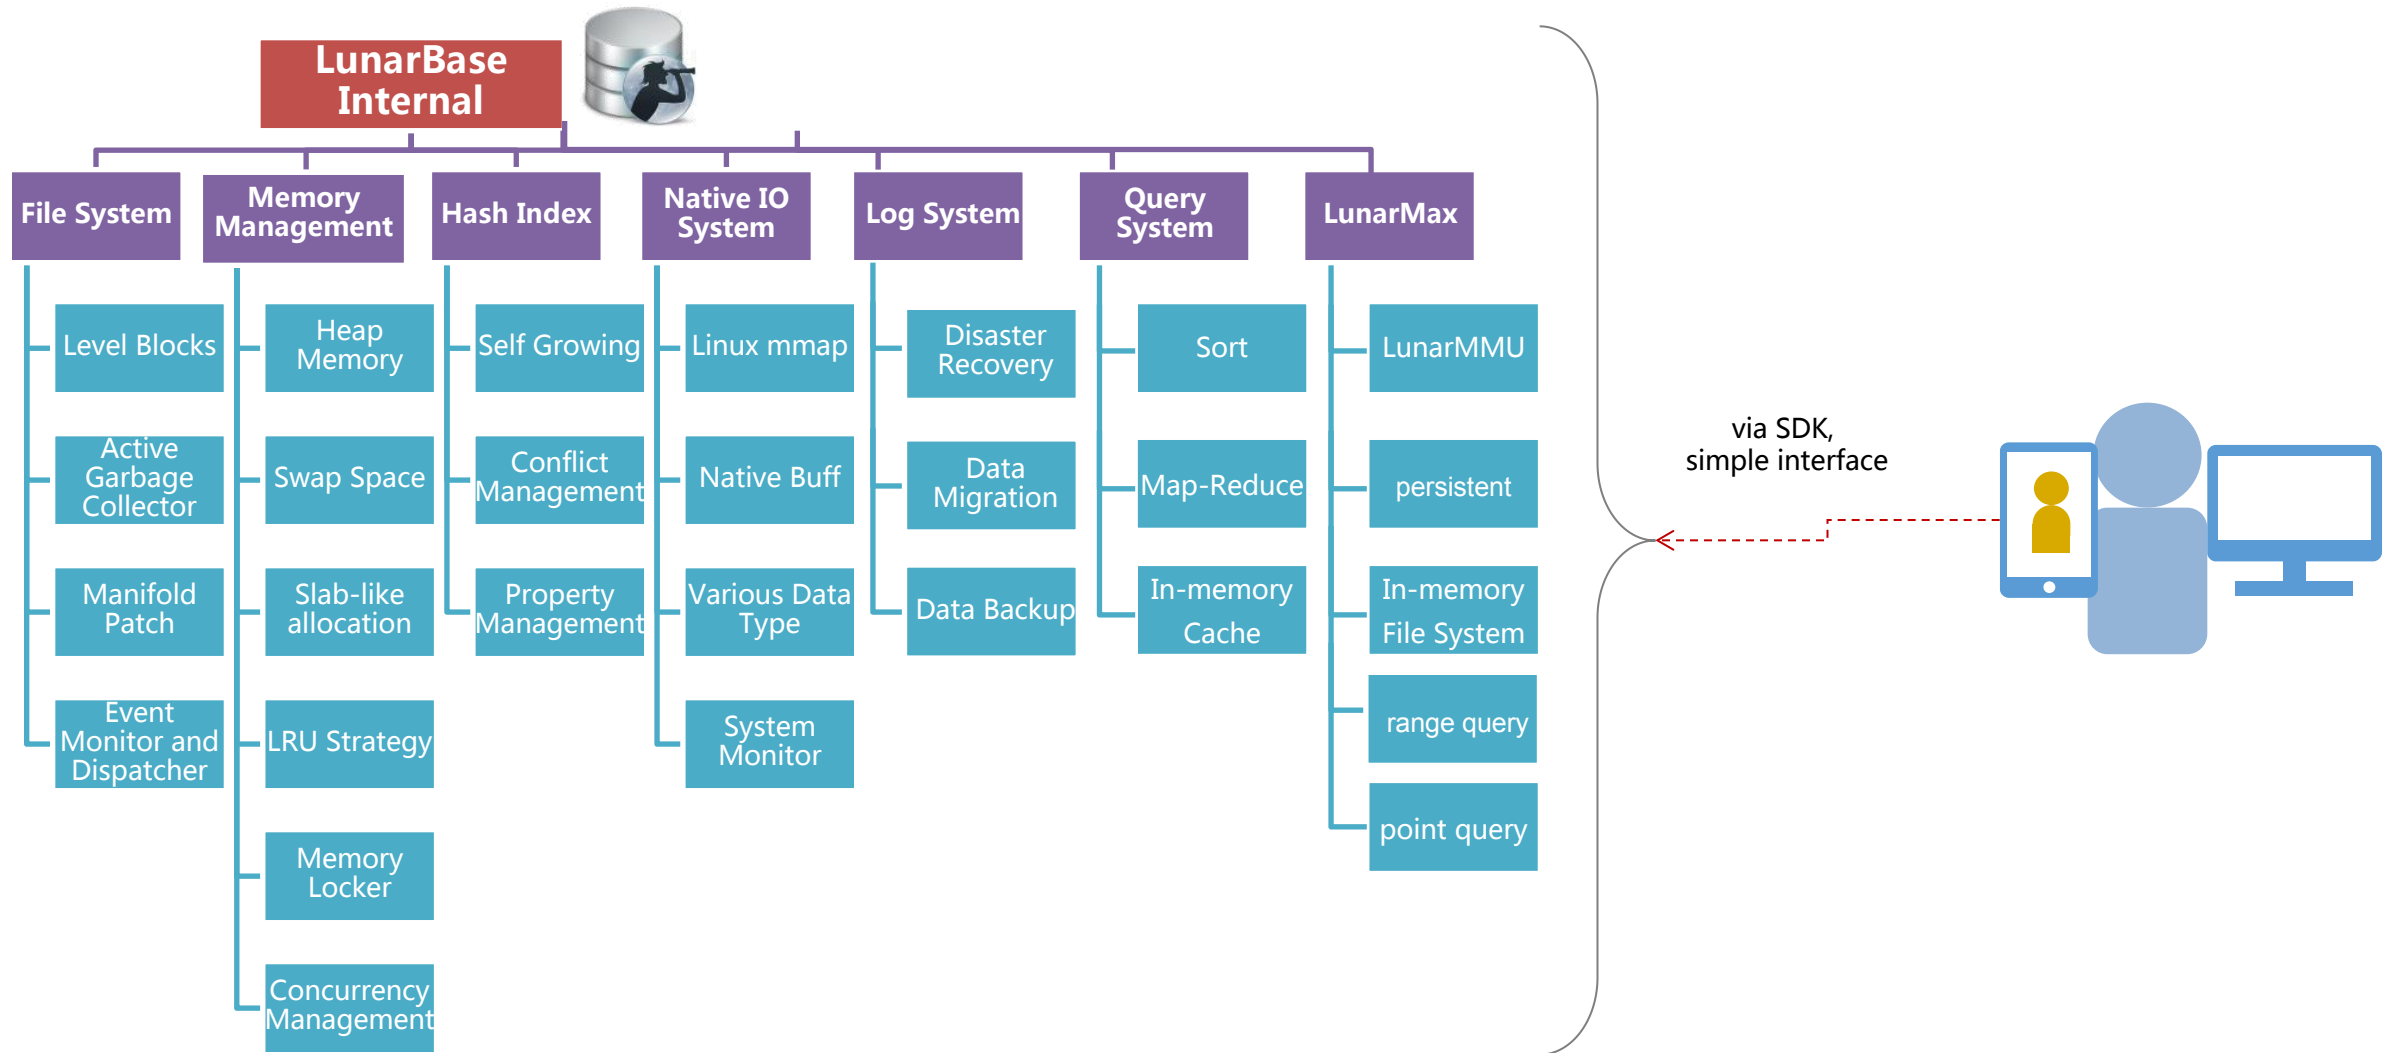 LunarBase
Internal
File System
Memory
Management
Hash Index
Native IO
System
Log System
Query
System
LunarMax
Level Blocks
Active
Garbage
Collector
Manifold
Patch
Event
Monitor and
Dispatcher
Heap
Memory
Swap Space
Slab-like
allocation
LRU Strategy
Memory
Locker
Concurrency
Management
Self Growing
Conflict
Management
Property
Management
Linux mmap
Native Buff
Various Data
Type
System
Monitor
Disaster
Recovery
Data
Migration
Data Backup
Sort
Map-Reduce
In-memory
Cache
LunarMMU
persistent
In-memory
File System
range query
point query
via SDK,
simple interface